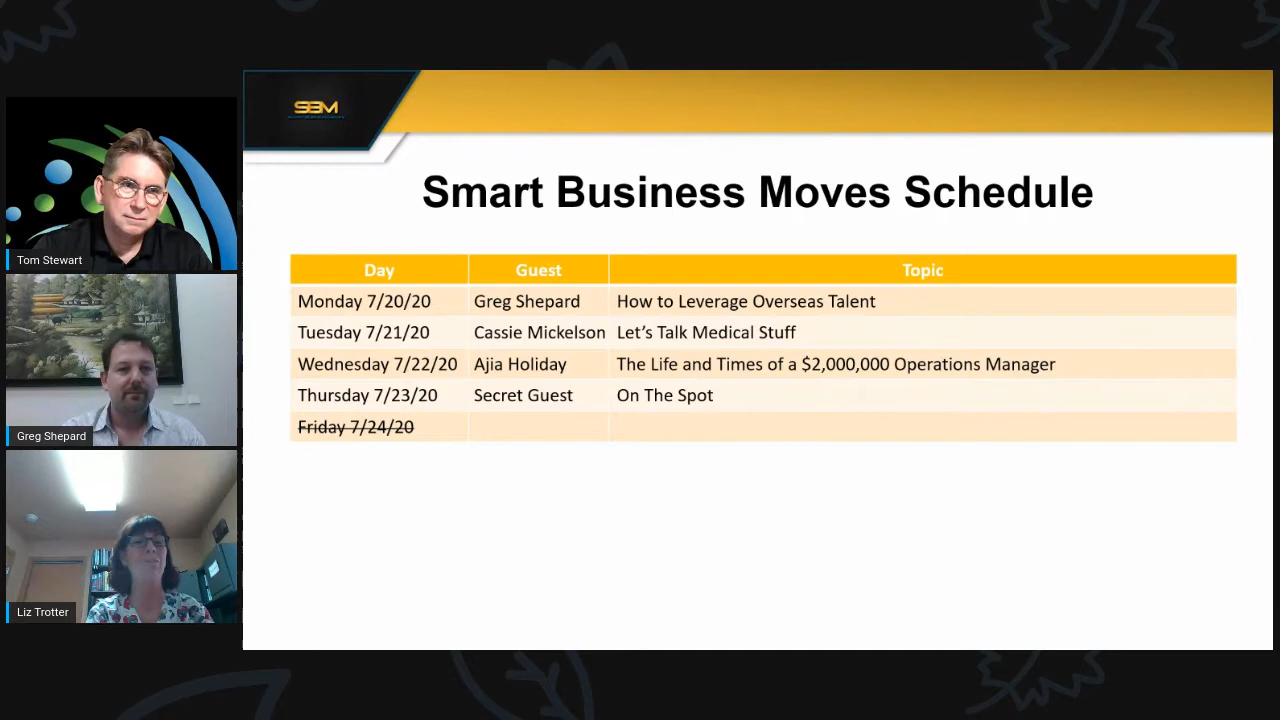 SBM
Smart Business Moves Schedule
Day Guest Topic
Monday 7/20/20 Greg Shepard How to Leverage Overseas Talent
Tuesday 7/21/20 Cassie Mickelson Let's Talk Medical Stuff
Wednesday 7/22/20 Ajia Holiday The Life and Times of a $2,000,000 Operations Manager
Thursday 7/23/20 Secret Guest On The Spot
Friday 7/24/20
Tom Stewart
Greg Shepard
Liz Trotter